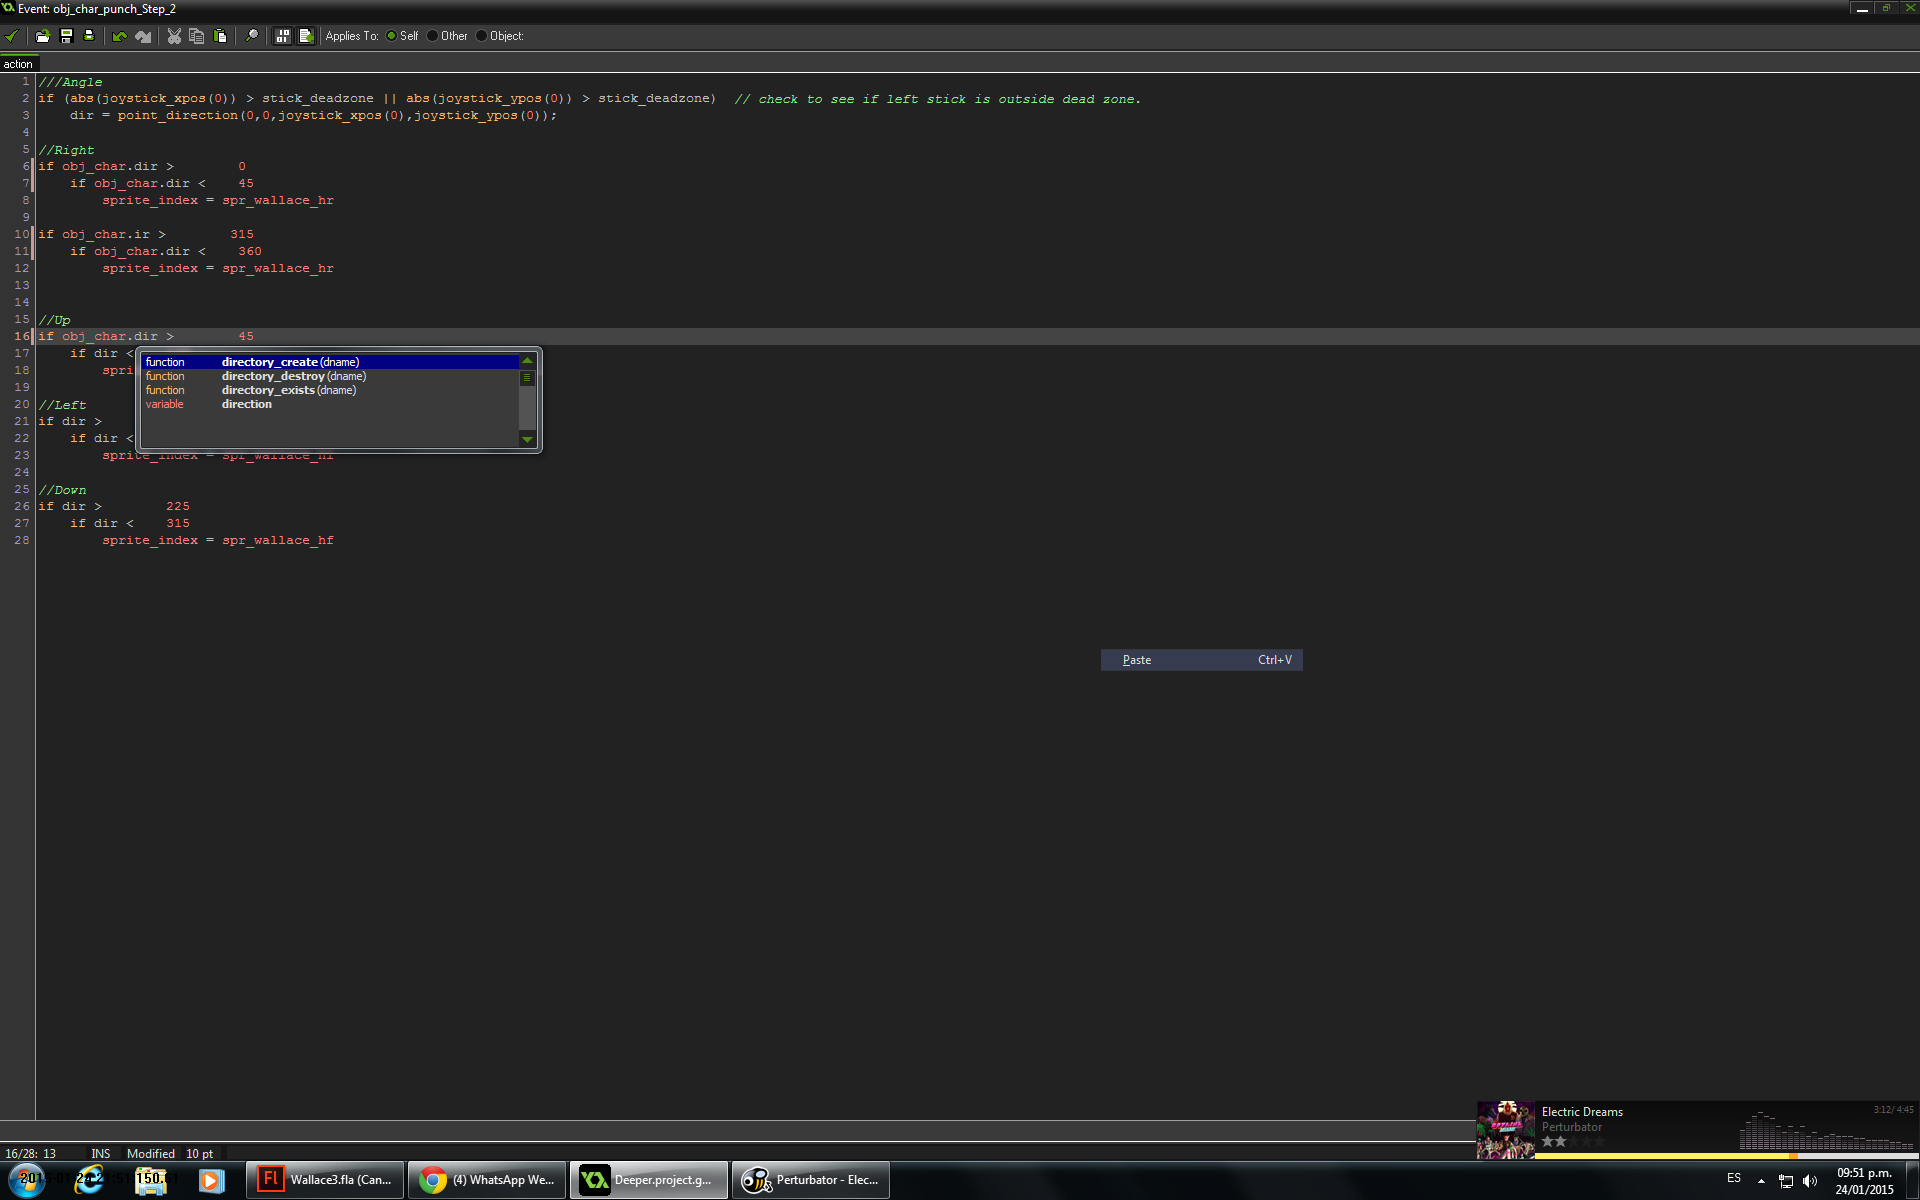 Event: obj_char_punch_Step_2
Applies To: Self Other Object:
action
1 ///Angle
2 if (abs(joystick_xpos(0)) > stick_deadzone || abs(joystick_ypos(0)) > stick_deadzone) // check to see if left stick is outside dead zone.
3 dir = point_direction(0,0,joystick_xpos(0),joystick_ypos(0));
4
5 //Right
6 if obj_char.dir > 0
7 if obj_char.dir < 45
8 sprite_index = spr_wallace_hr
9
10 if obj_char.ir > 315
11 if obj_char.dir < 360
12 sprite_index = spr_wallace_hr
13
14
15 //Up
16 if obj_char.dir > 45
17 if dir <
18 spri
19
20 //Left
21 if dir >
22 if dir <
23 sprite_index = spr_wallace_hl
24
25 //Down
26 if dir > 225
27 if dir < 315
28 sprite_index = spr_wallace_hf
function directory_create(dname)
function directory_destroy(dname)
function directory_exists(dname)
variable direction
Paste Ctrl+V
Electric Dreams 3:12/ 4:45
Perturbator
16/28: 13 INS Modified 10 pt
Wallace3.fla (Can...
(4) WhatsApp We...
Deeper.project.g...
Perturbator - Elec...
ES
09:51 p.m.
24/01/2015